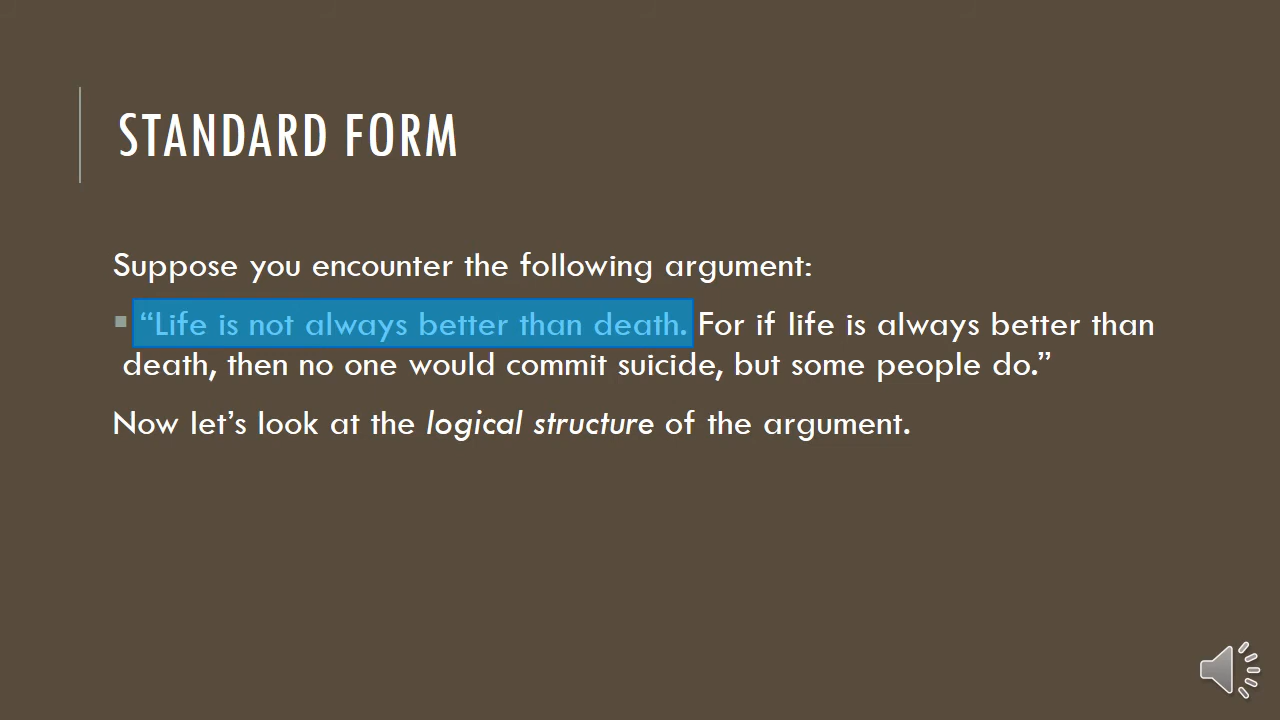 STANDARD FORM
Suppose you encounter the following argument:
▪ “Life is not always better than death. For if life is always better than
death, then no one would commit suicide, but some people do.”
Now let’s look at the logical structure of the argument.